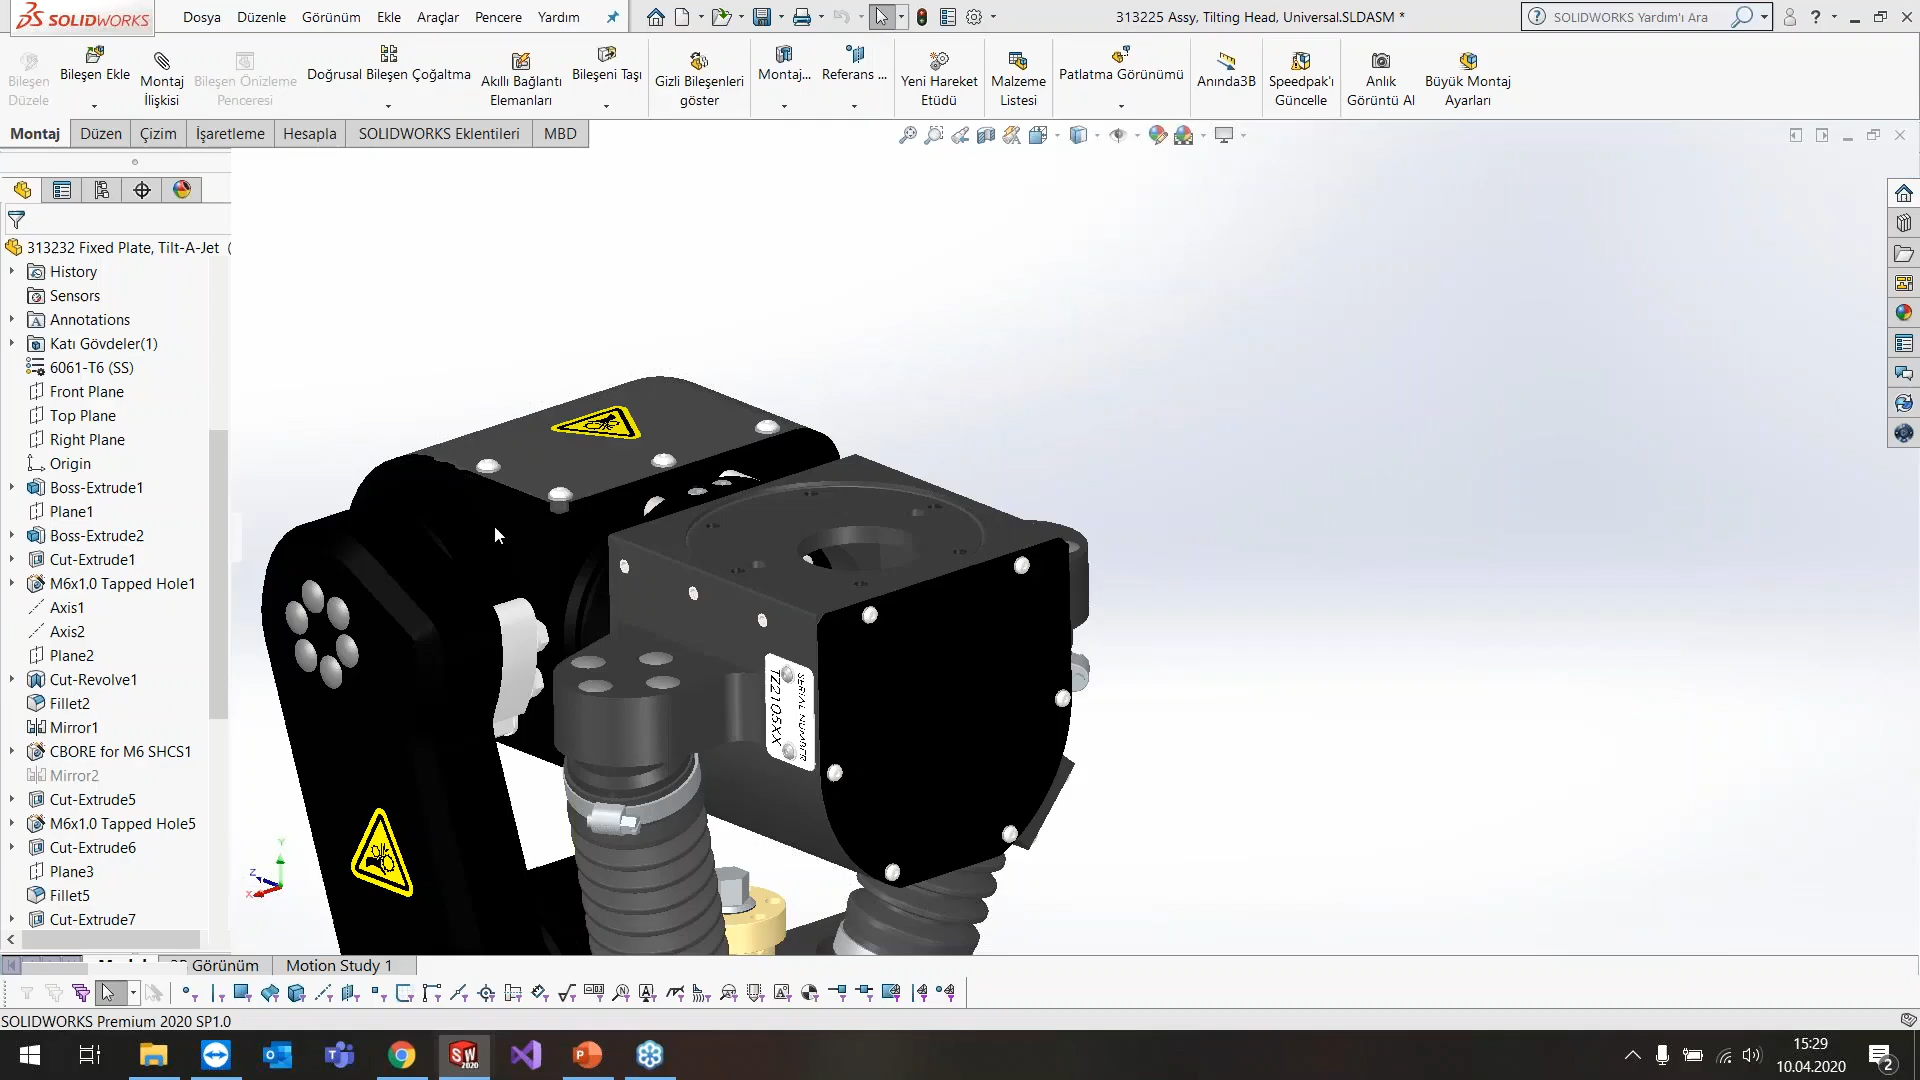 SOLIDWORKS
Dosya Düzenle Görünüm Ekle Araçlar Pencere Yardım
313225 Assy, Tilting Head, Universal.SLDASM *
SOLIDWORKS Yardım'ı Ara
Bileşen Düzele
Bileşen Ekle
Montaj İlişkisi
Bileşen Önizleme Penceresi
Doğrusal Bileşen Çoğaltma
Akıllı Bağlantı Elemanları
Bileşeni Taşı
Gizli Bileşenleri göster
Montaj...
Referans ...
Yeni Hareket Etüdü
Malzeme Listesi
Patlatma Görünümü
Anında3B
Speedpak'ı Güncelle
Anlık Görüntü Al
Büyük Montaj Ayarları
Montaj Düzen Çizim İşaretleme Hesapla SOLIDWORKS Eklentileri MBD
313232 Fixed Plate, Tilt-A-Jet (
History
Sensors
Annotations
Katı Gövdeler(1)
6061-T6 (SS)
Front Plane
Top Plane
Right Plane
Origin
Boss-Extrude1
Plane1
Boss-Extrude2
Cut-Extrude1
M6x1.0 Tapped Hole1
Axis1
Axis2
Plane2
Cut-Revolve1
Fillet2
Mirror1
CBORE for M6 SHCS1
Mirror2
Cut-Extrude5
M6x1.0 Tapped Hole5
Cut-Extrude6
Plane3
Fillet5
Cut-Extrude7
SERIAL NUMBER
TZ2105XX
Y
Z
X
Görünüm Motion Study 1
SOLIDWORKS Premium 2020 SP1.0
SW
2020
15:29
10.04.2020
2